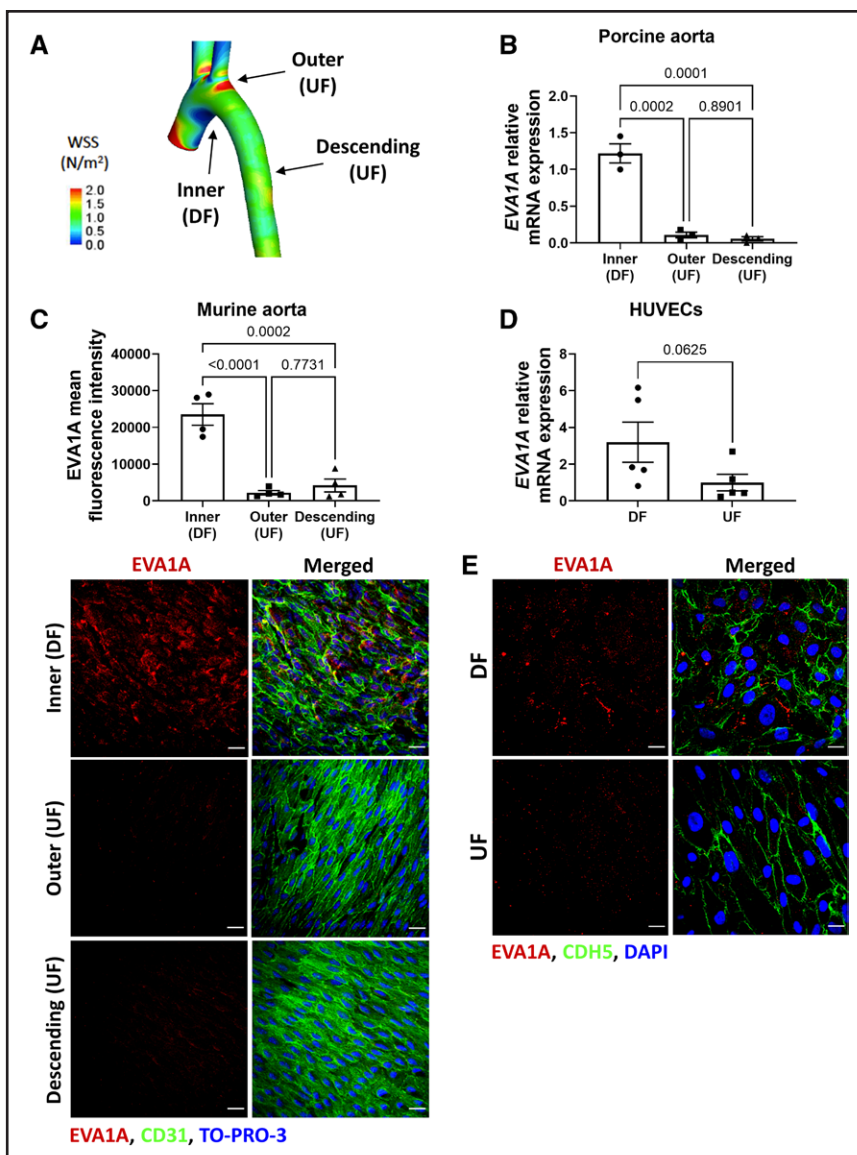 A
Outer
(UF)
WSS
(N/m²)
2.0
1.5
1.0
0.5
0.0
Descending
(UF)
Inner
(DF)
B
Porcine aorta
0.0001
0.0002
0.8901
EVA1A relative
mRNA expression
2.0
1.5
1.0
0.5
0.0
Inner
(DF)
Outer
(UF)
Descending
(UF)
C
Murine aorta
0.0002
<0.0001
0.7731
EVA1A mean
fluorescence intensity
40000
30000
20000
10000
0
Inner
(DF)
Outer
(UF)
Descending
(UF)
D
HUVECs
0.0625
EVA1A relative
mRNA expression
8
6
4
2
0
DF
UF
EVA1A
Merged
Inner (DF)
Outer (UF)
Descending (UF)
EVA1A, CD31, TO-PRO-3
E
EVA1A
Merged
DF
UF
EVA1A, CDH5, DAPI